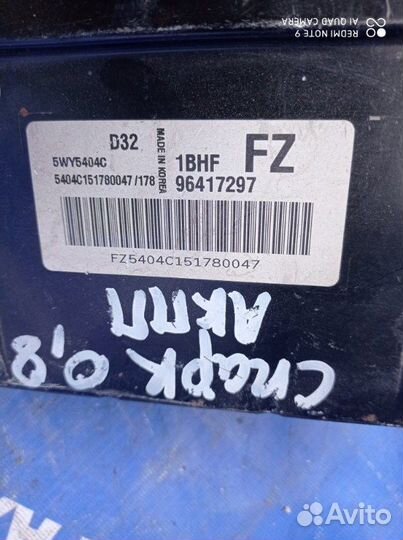 REDMI NOTE 9
AI QUAD CAMERA
D32
5WY5404C
5404C151780047/178
MADE IN KOREA
1BHF FZ
96417297
FZ5404C151780047
АКПП
Спарк 0,8
Avito